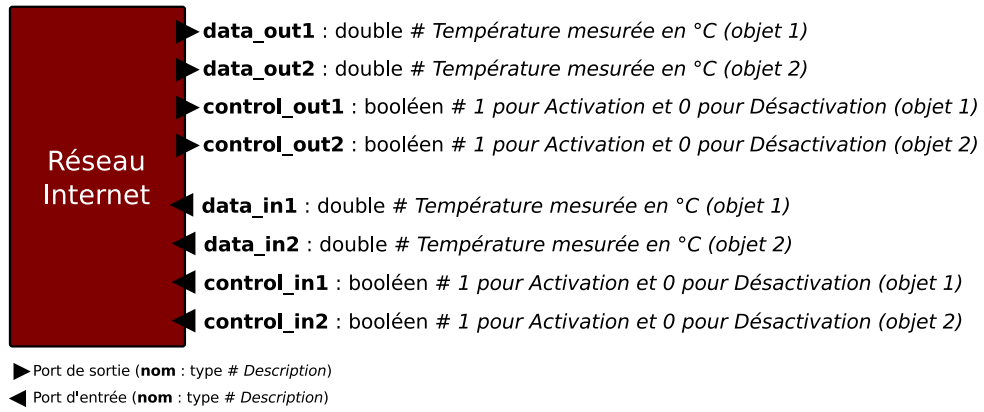 data_out1 : double # Température mesurée en °C (objet 1)
data_out2 : double # Température mesurée en °C (objet 2)
control_out1 : booléen # 1 pour Activation et 0 pour Désactivation (objet 1)
control_out2 : booléen # 1 pour Activation et 0 pour Désactivation (objet 2)
Réseau
Internet
data_in1 : double # Température mesurée en °C (objet 1)
data_in2 : double # Température mesurée en °C (objet 2)
control_in1 : booléen # 1 pour Activation et 0 pour Désactivation (objet 1)
control_in2 : booléen # 1 pour Activation et 0 pour Désactivation (objet 2)
Port de sortie (nom : type # Description)
Port d'entrée (nom : type # Description)